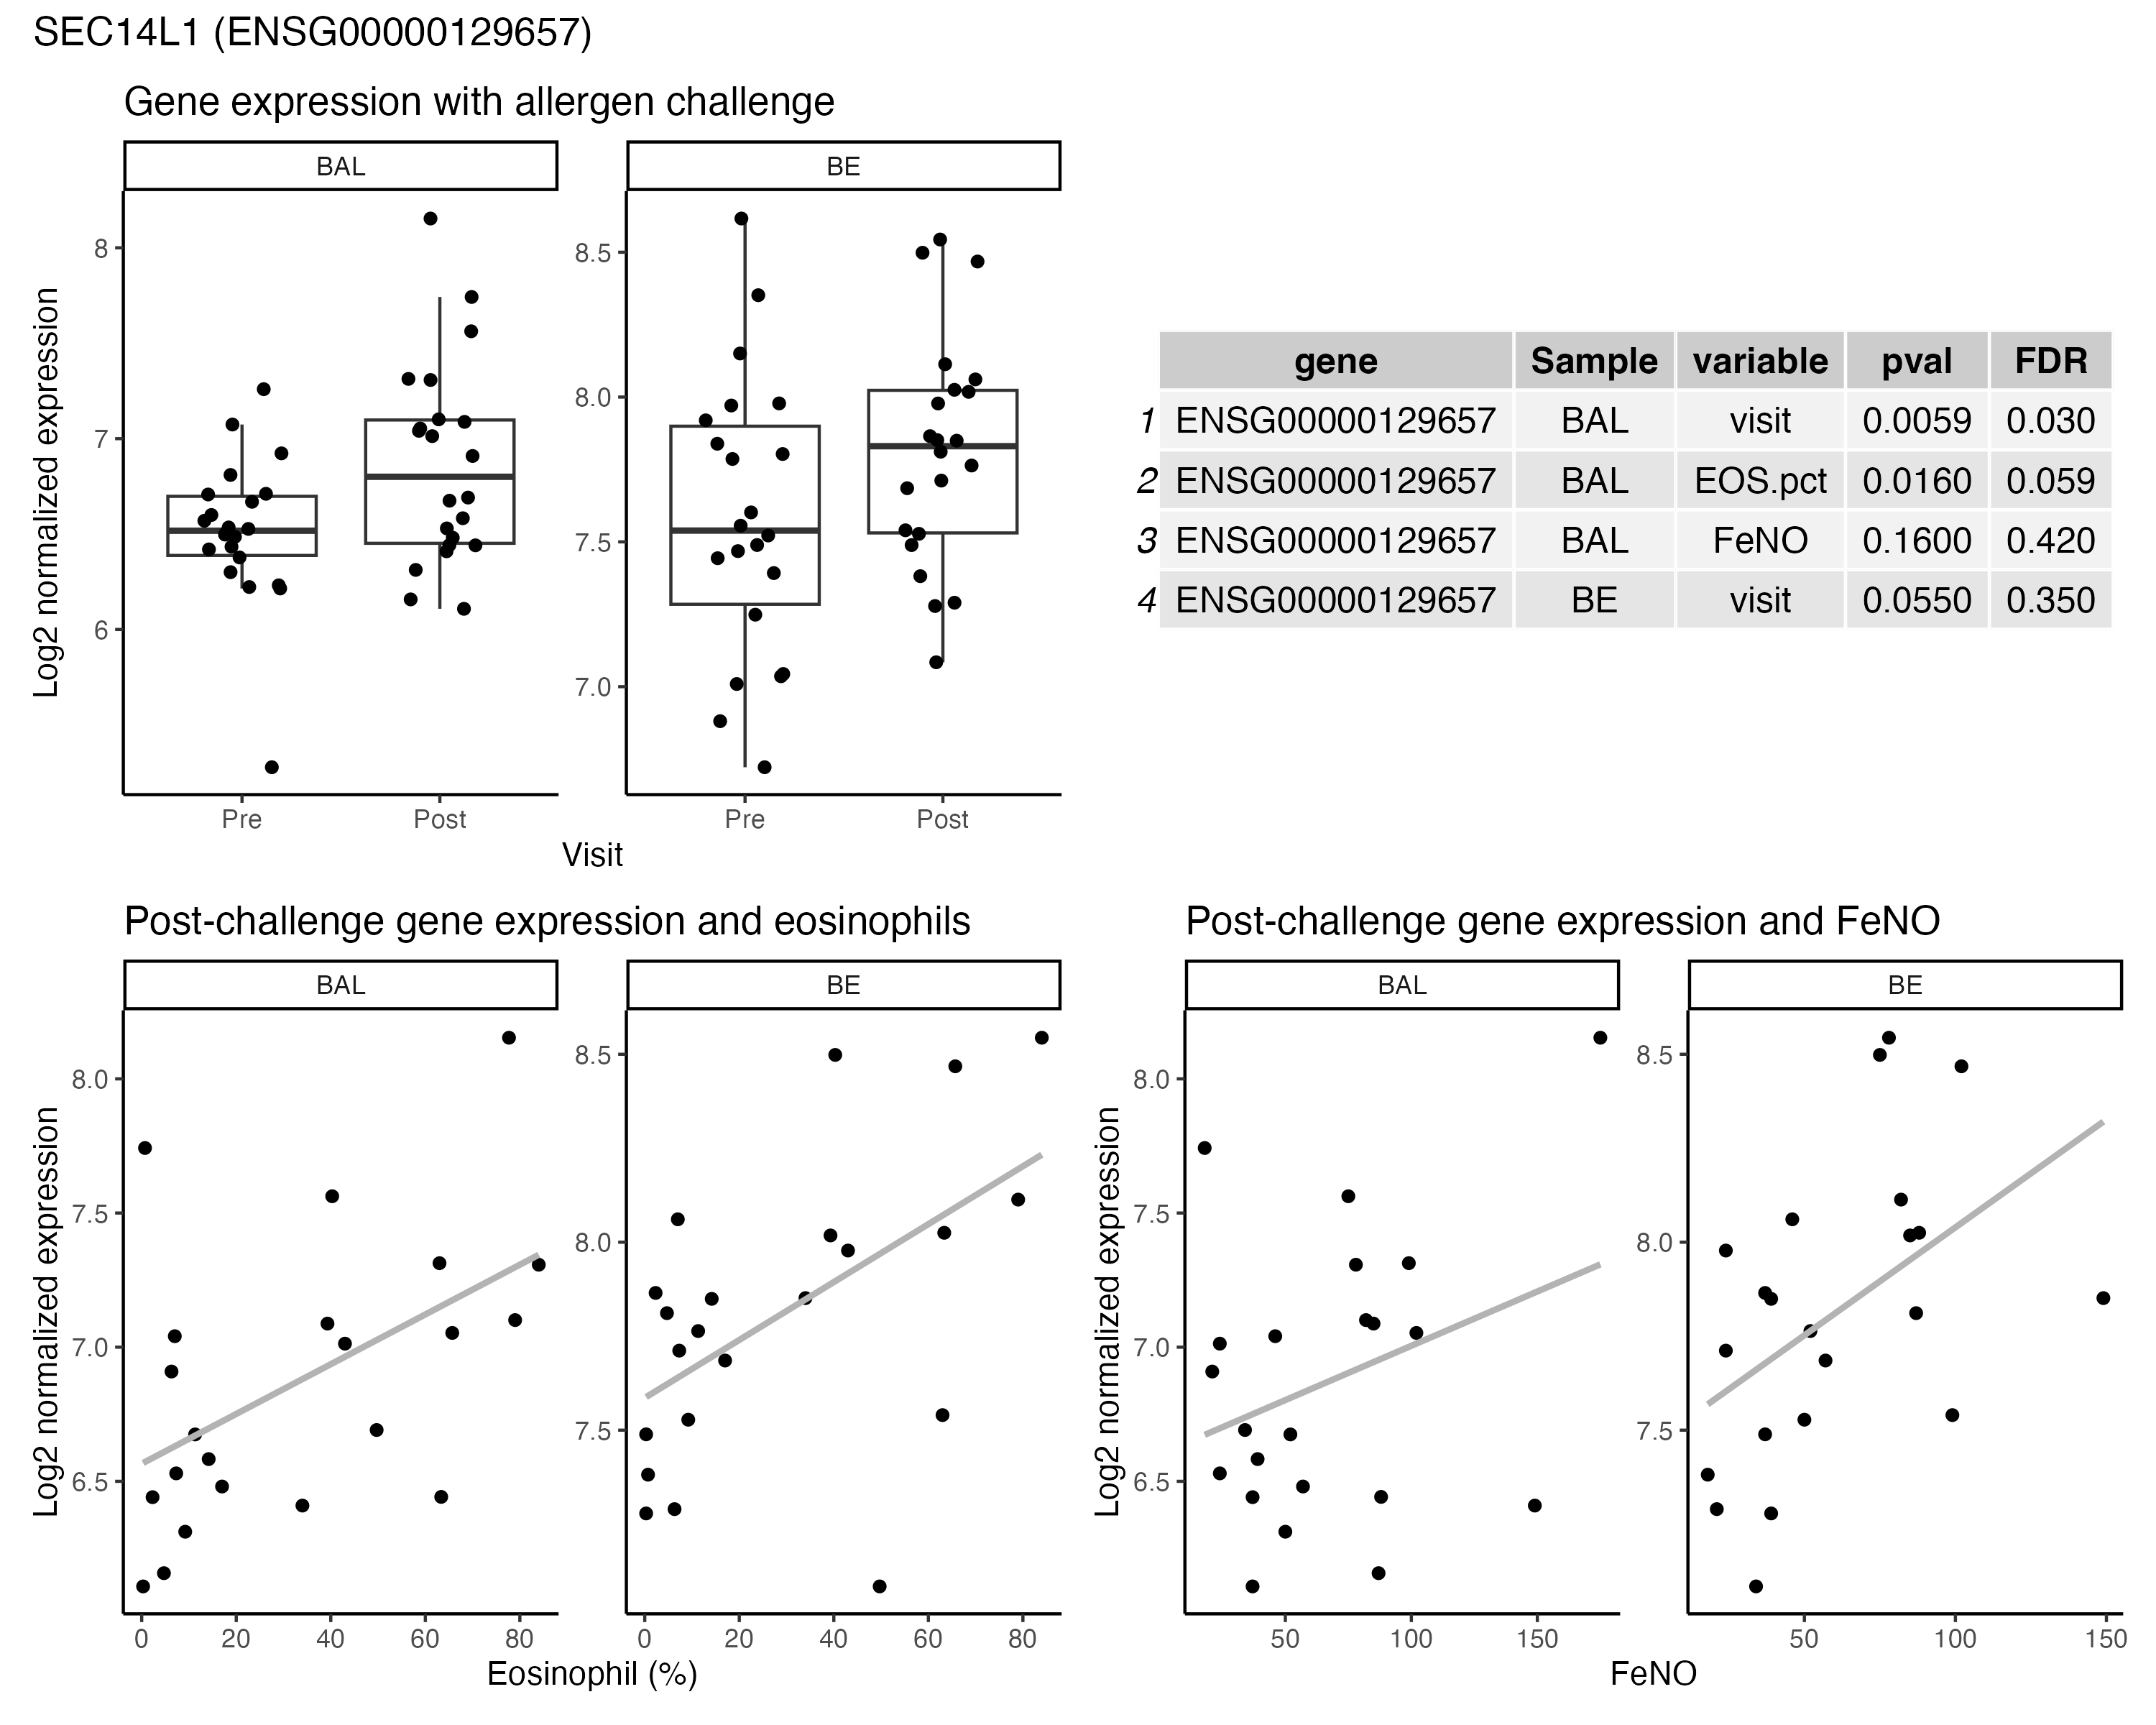 SEC14L1 (ENSG00000129657)
Gene expression with allergen challenge
BAL
BE
Log2 normalized expression
8
7
6
8.5
8.0
7.5
7.0
Pre
Post
Pre
Post
Visit
gene Sample variable pval FDR
1 ENSG00000129657 BAL visit 0.0059 0.030
2 ENSG00000129657 BAL EOS.pct 0.0160 0.059
3 ENSG00000129657 BAL FeNO 0.1600 0.420
4 ENSG00000129657 BE visit 0.0550 0.350
Post-challenge gene expression and eosinophils
BAL
BE
Log2 normalized expression
8.0
7.5
7.0
6.5
8.5
8.0
7.5
0 20 40 60 80
0 20 40 60 80
Eosinophil (%)
Post-challenge gene expression and FeNO
BAL
BE
Log2 normalized expression
8.0
7.5
7.0
6.5
8.5
8.0
7.5
50 100 150
50 100 150
FeNO